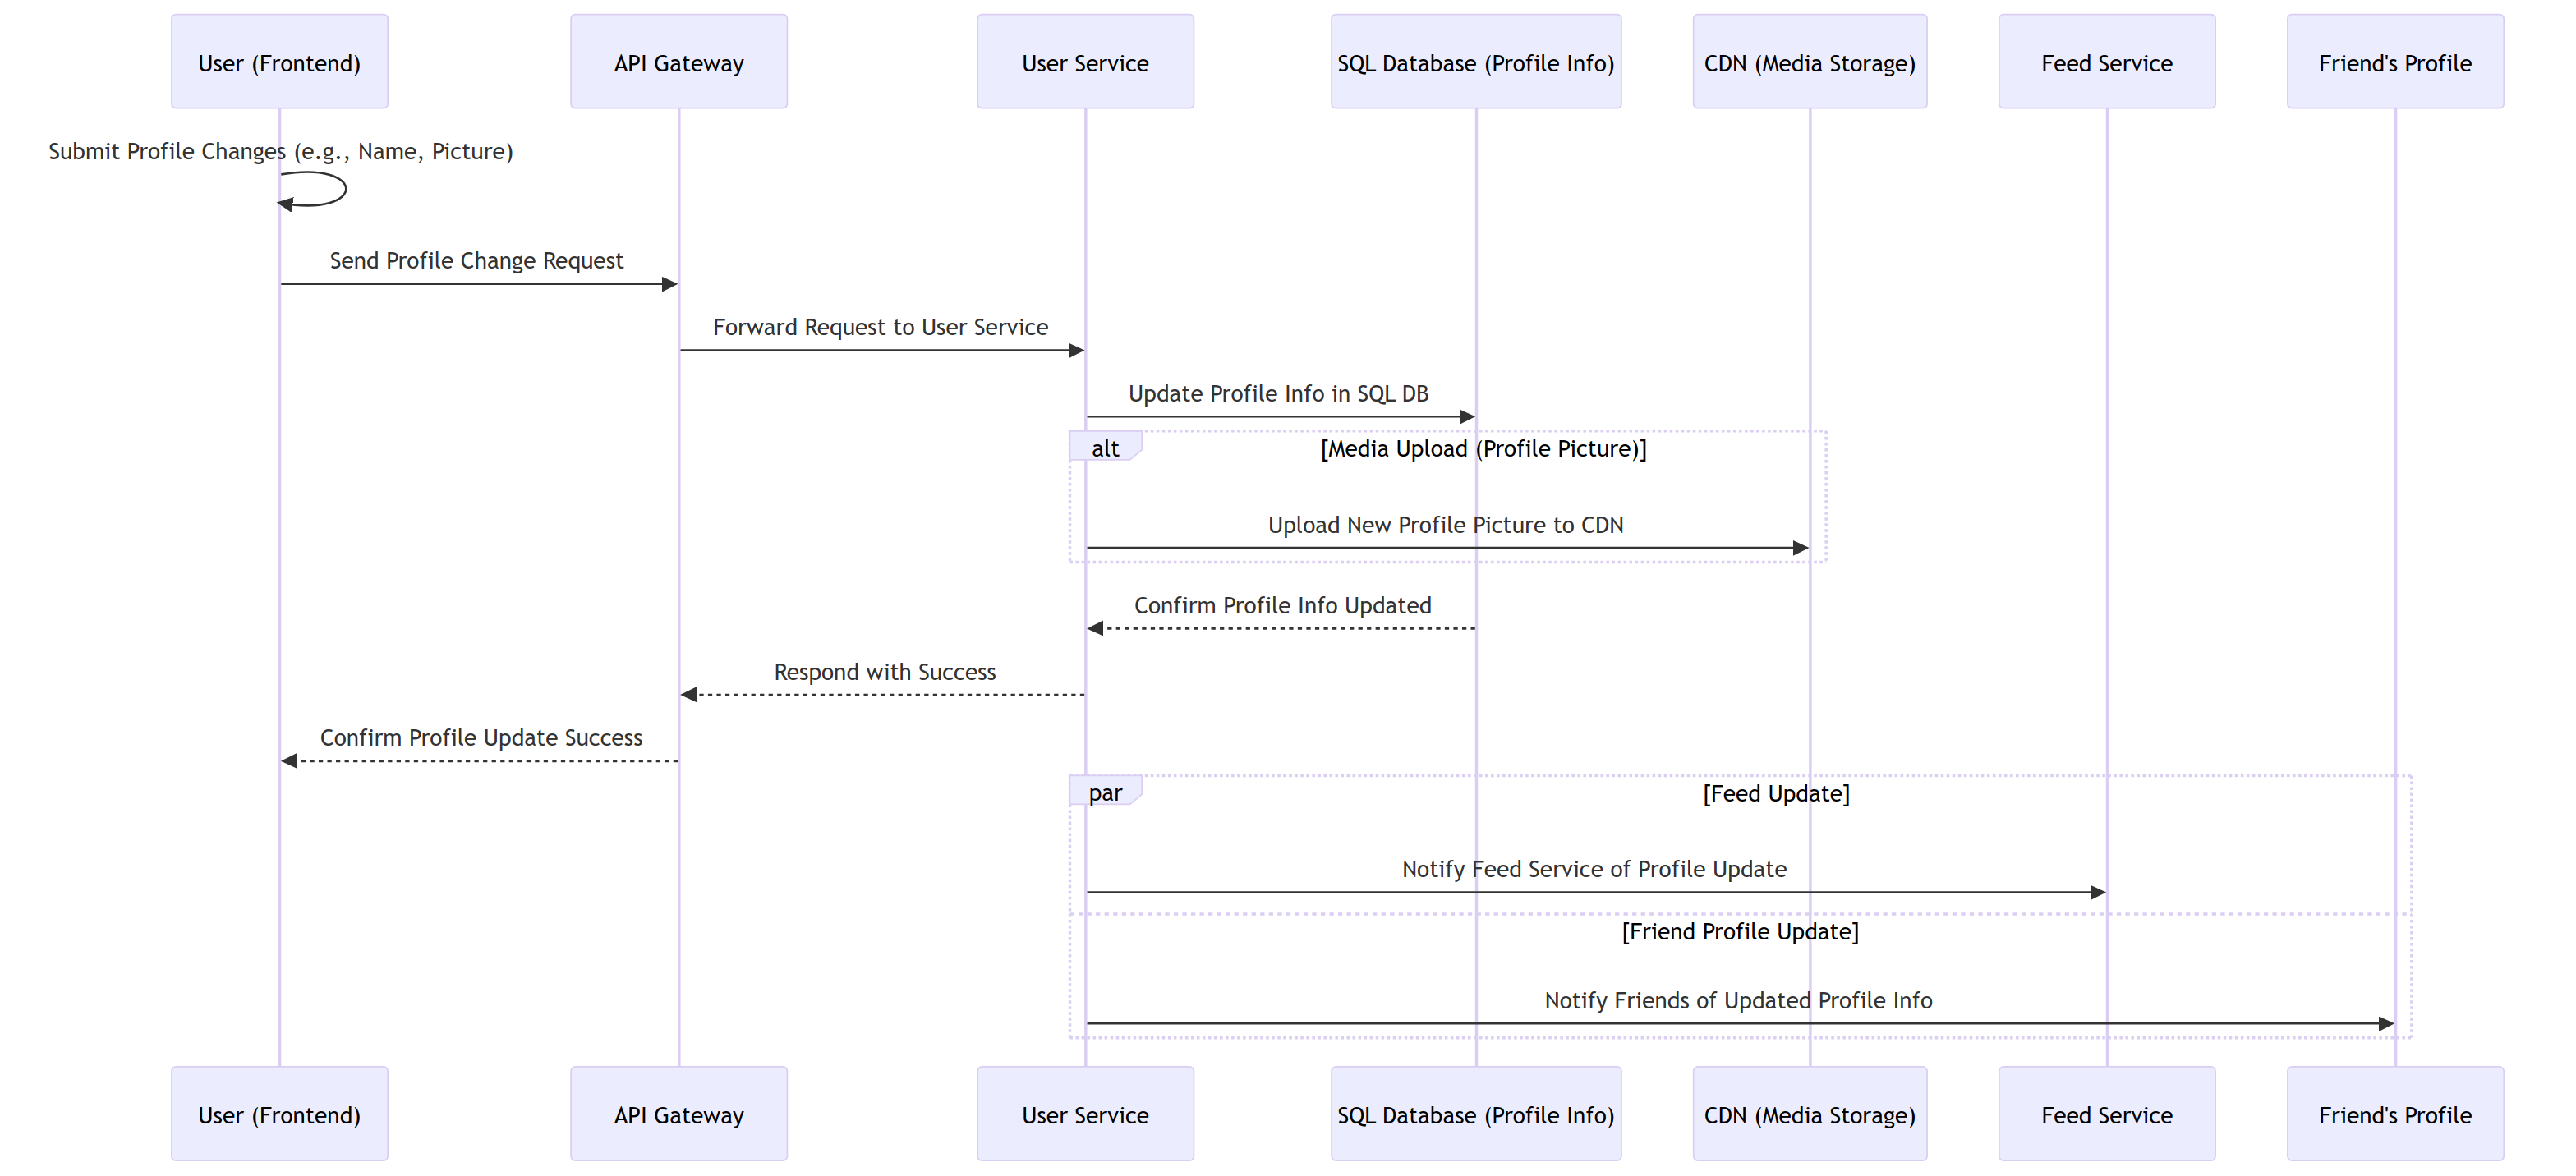 User (Frontend)
API Gateway
User Service
SQL Database (Profile Info)
CDN (Media Storage)
Feed Service
Friend's Profile
Submit Profile Changes (e.g., Name, Picture)
Send Profile Change Request
Forward Request to User Service
Update Profile Info in SQL DB
alt
[Media Upload (Profile Picture)]
Upload New Profile Picture to CDN
Confirm Profile Info Updated
Respond with Success
Confirm Profile Update Success
par
[Feed Update]
Notify Feed Service of Profile Update
[Friend Profile Update]
Notify Friends of Updated Profile Info
User (Frontend)
API Gateway
User Service
SQL Database (Profile Info)
CDN (Media Storage)
Feed Service
Friend's Profile